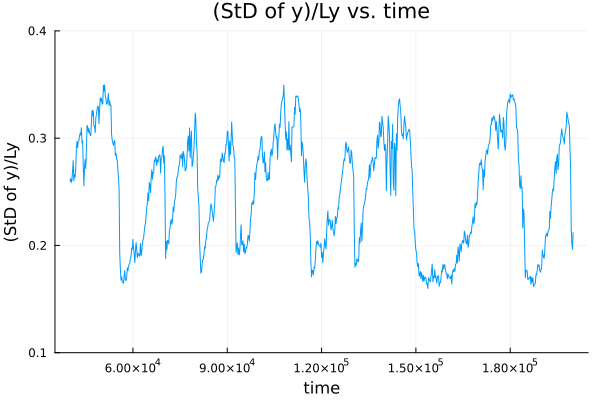 (StD of y)/Ly vs. time
(StD of y)/Ly
0.4
0.3
0.2
0.1
6.00×10⁴ 9.00×10⁴ 1.20×10⁵ 1.50×10⁵ 1.80×10⁵
time